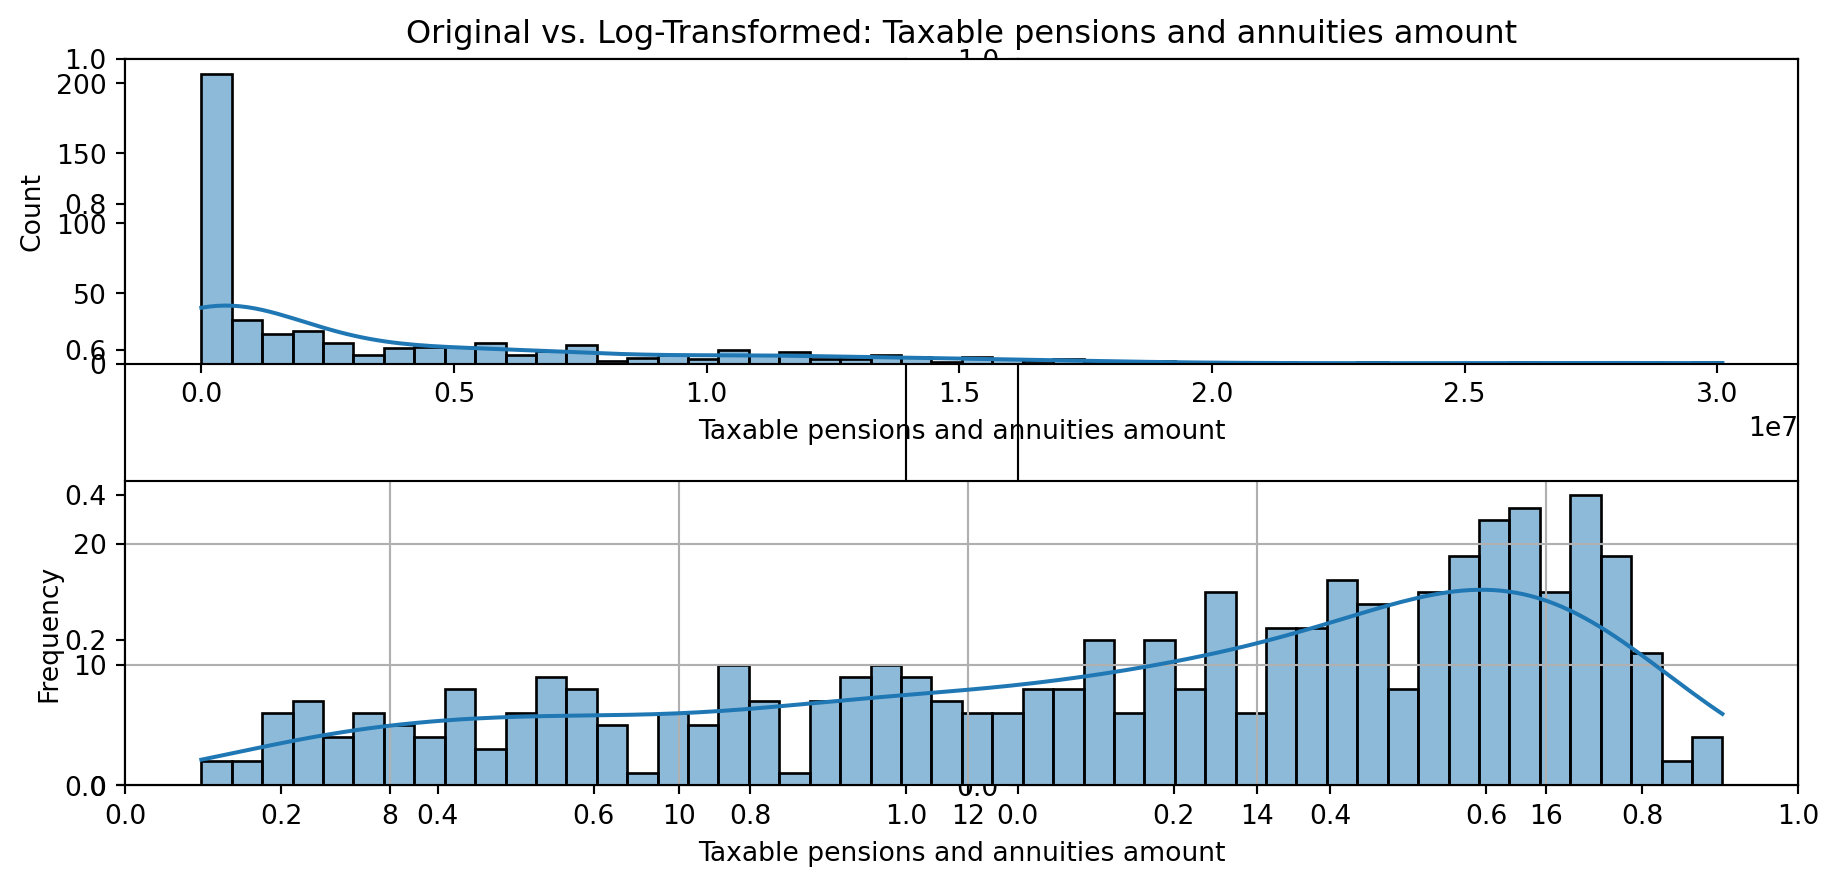 Original vs. Log-Transformed: Taxable pensions and annuities amount
1.0
1.0
200
150
0.8
100
50
0.6
0
Count
0.0 0.5 1.0 1.5 2.0 2.5 3.0
1e7
Taxable pensions and annuities amount
0.4
20
0.2
10
0.0
0.0
Frequency
0.0 0.2 8 0.4 0.6 10 0.8 1.0 12 0.0 0.2 14 0.4 0.6 16 0.8 1.0
Taxable pensions and annuities amount